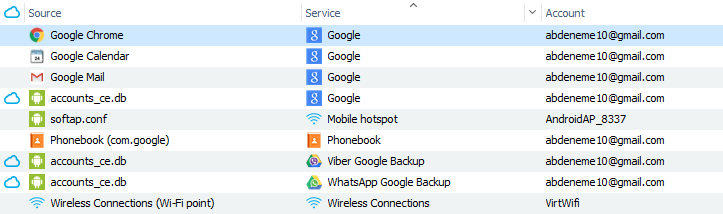 Source Service Account
Google Chrome Google abdeneme10@gmail.com
Google Calendar Google abdeneme10@gmail.com
Google Mail Google abdeneme10@gmail.com
accounts_ce.db Google abdeneme10@gmail.com
softap.conf Mobile hotspot AndroidAP_8337
Phonebook (com.google) Phonebook abdeneme10@gmail.com
accounts_ce.db Viber Google Backup abdeneme10@gmail.com
accounts_ce.db WhatsApp Google Backup abdeneme10@gmail.com
Wireless Connections (Wi-Fi point) Wireless Connections VirtWifi